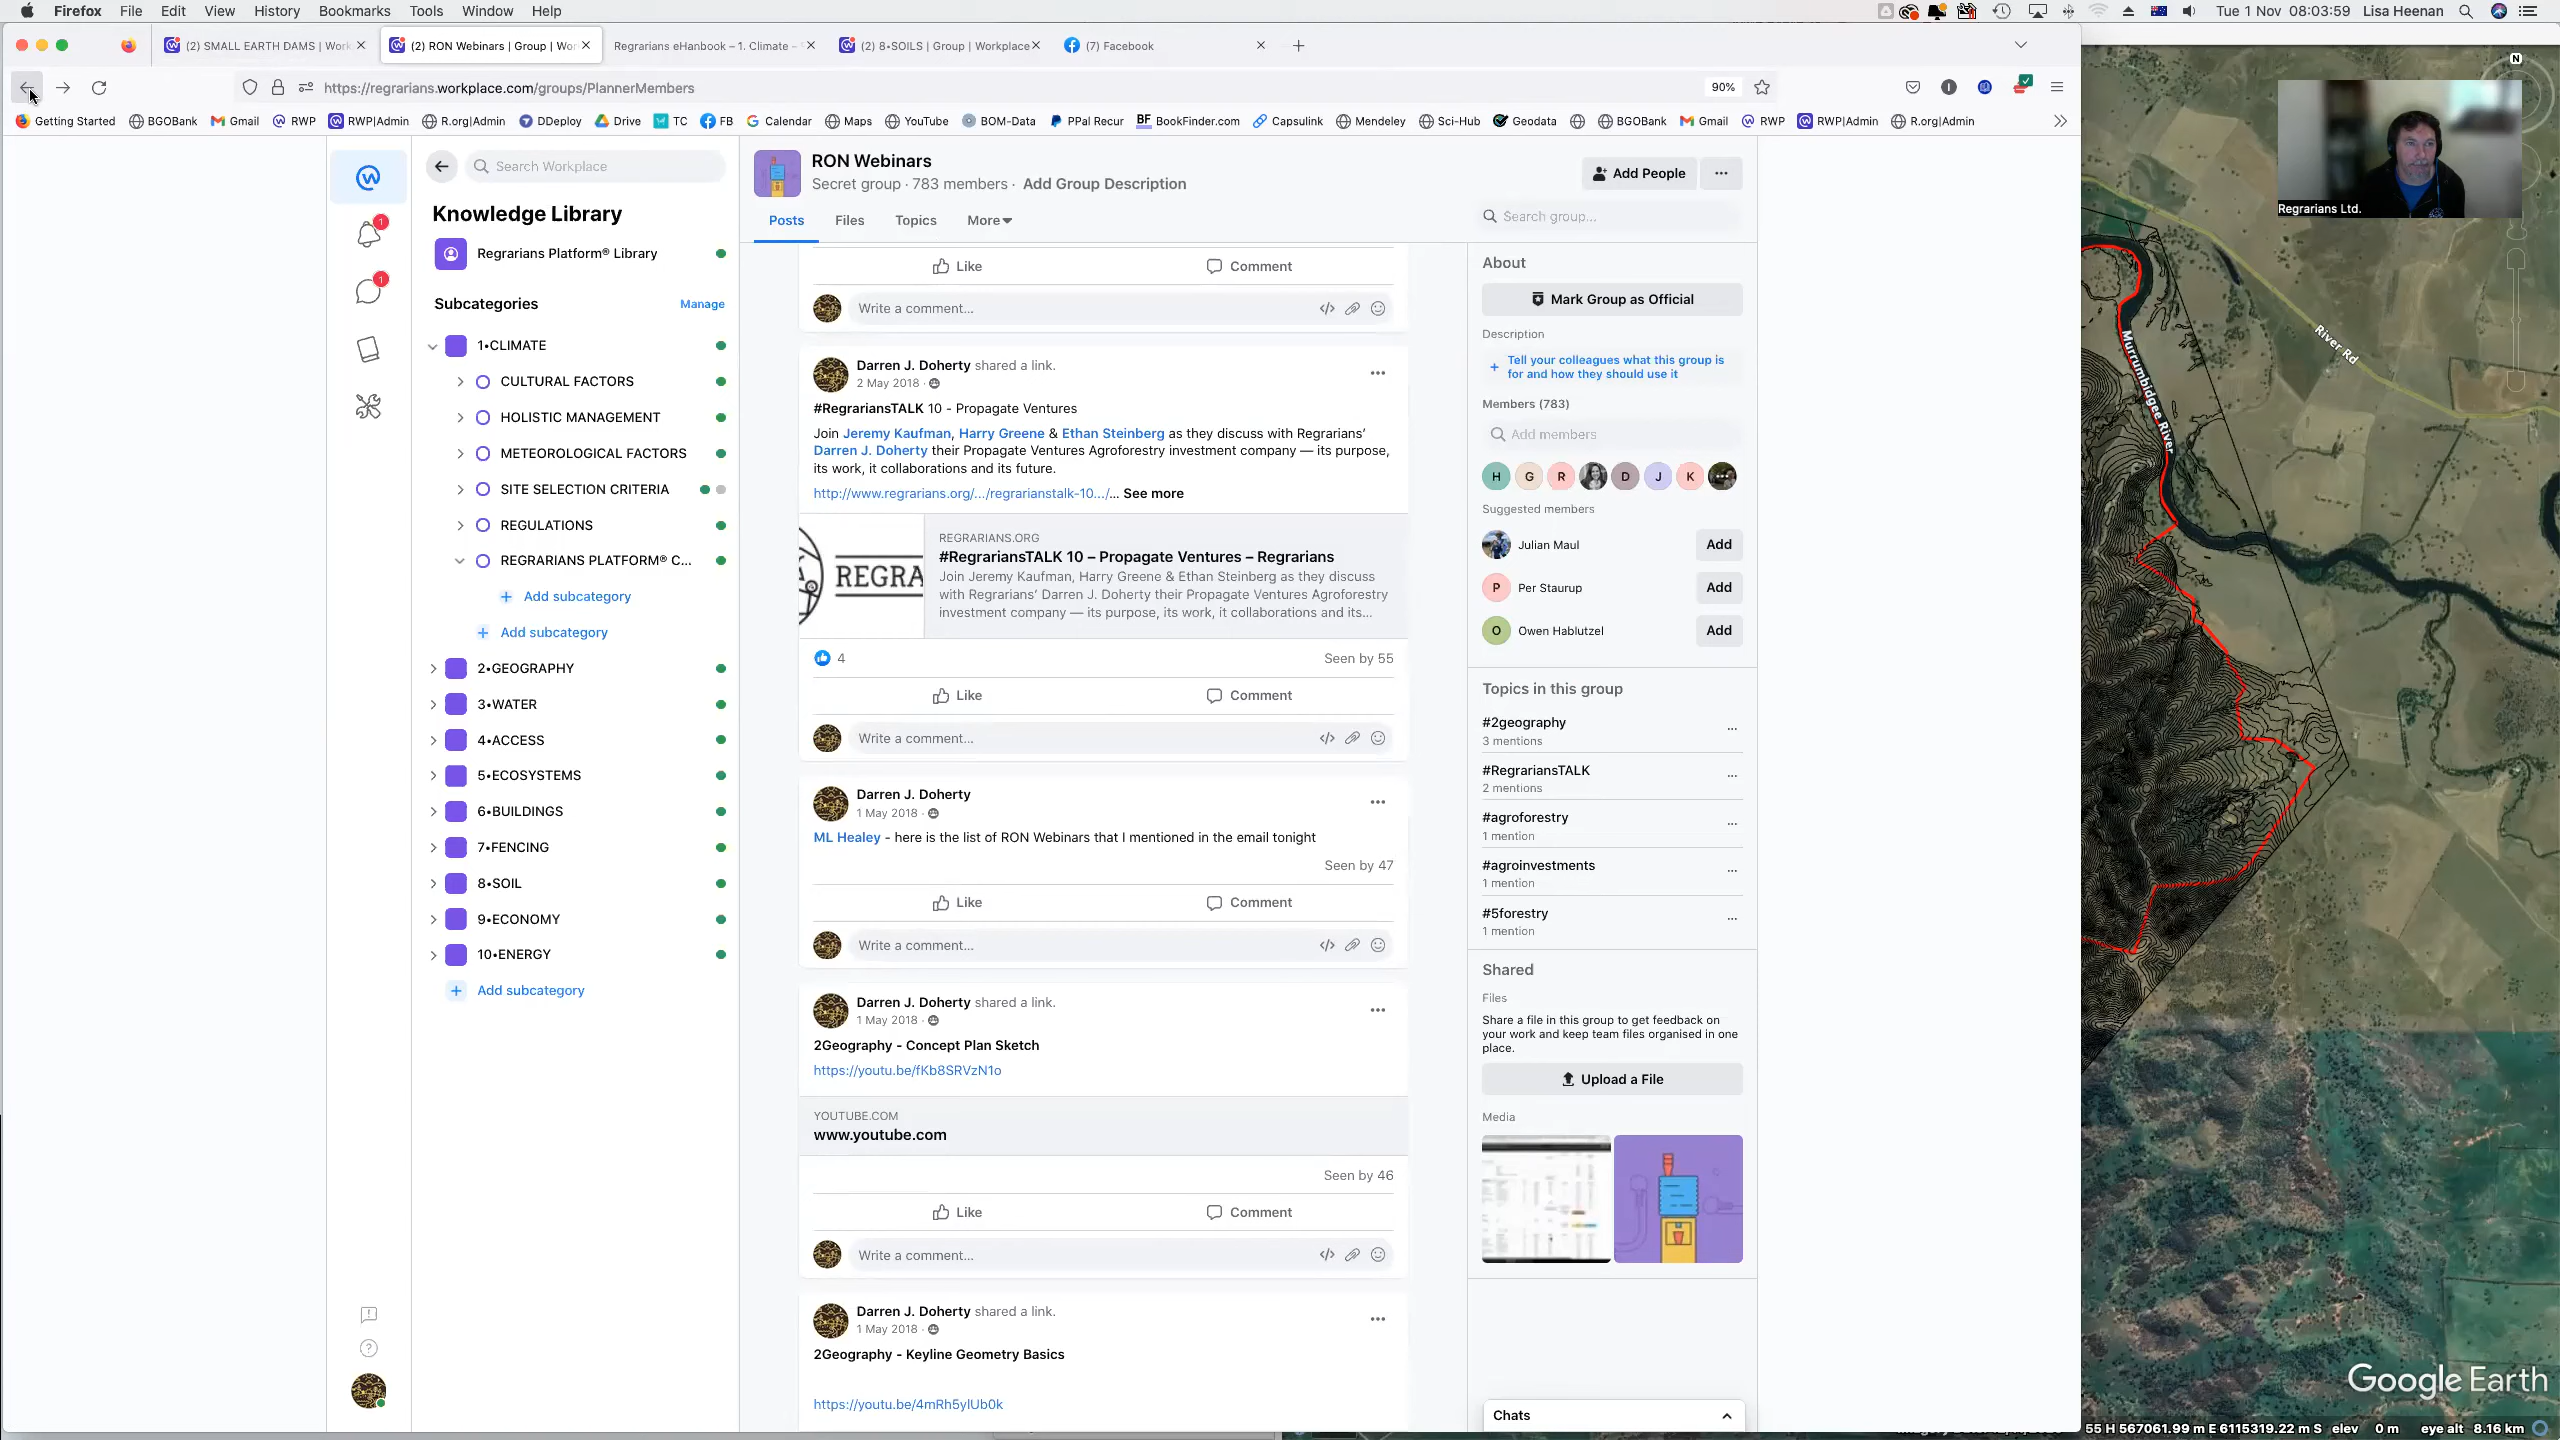 Firefox File Edit View History Bookmarks Tools Window Help
Tue 1 Nov 08:03:59 Lisa Heenan
(2) SMALL EARTH DAMS | Work
(2) RON Webinars | Group | Wor
Regrarians eHanbook – 1. Climate –
(2) 8•SOILS | Group | Workplace
(7) Facebook
https://regrarians.workplace.com/groups/PlannerMembers
90%
Getting Started BGOBank Gmail RWP RWP|Admin R.org|Admin DDeploy Drive TC FB Calendar Maps YouTube BOM-Data PPal Recur BookFinder.com Capsulink Mendeley Sci-Hub Geodata BGOBank Gmail RWP RWP|Admin R.org|Admin
Search Workplace
Knowledge Library
Regrarians Platform® Library
Subcategories
Manage
1•CLIMATE
CULTURAL FACTORS
HOLISTIC MANAGEMENT
METEOROLOGICAL FACTORS
SITE SELECTION CRITERIA
REGULATIONS
REGRARIANS PLATFORM® C...
Add subcategory
Add subcategory
2•GEOGRAPHY
3•WATER
4•ACCESS
5•ECOSYSTEMS
6•BUILDINGS
7•FENCING
8•SOIL
9•ECONOMY
10•ENERGY
Add subcategory
1
1
RON Webinars
Secret group · 783 members · Add Group Description
Add People
Posts Files Topics More
Search group...
Like Comment
Write a comment...
Darren J. Doherty shared a link.
2 May 2018
#RegrariansTALK 10 - Propagate Ventures
Join Jeremy Kaufman, Harry Greene & Ethan Steinberg as they discuss with Regrarians'
Darren J. Doherty their Propagate Ventures Agroforestry investment company — its purpose,
its work, it collaborations and its future.
http://www.regrarians.org/.../regrarianstalk-10.../... See more
REGRA
REGRARIANS.ORG
#RegrariansTALK 10 – Propagate Ventures – Regrarians
Join Jeremy Kaufman, Harry Greene & Ethan Steinberg as they discuss
with Regrarians' Darren J. Doherty their Propagate Ventures Agroforestry
investment company — its purpose, its work, it collaborations and its...
4
Seen by 55
Like Comment
Write a comment...
Darren J. Doherty
1 May 2018
ML Healey - here is the list of RON Webinars that I mentioned in the email tonight
Seen by 47
Like Comment
Write a comment...
Darren J. Doherty shared a link.
1 May 2018
2Geography - Concept Plan Sketch
https://youtu.be/fKb8SRVzN1o
YOUTUBE.COM
www.youtube.com
Seen by 46
Like Comment
Write a comment...
Darren J. Doherty shared a link.
1 May 2018
2Geography - Keyline Geometry Basics
https://youtu.be/4mRh5ylUb0k
About
Mark Group as Official
Description
Tell your colleagues what this group is
for and how they should use it
Members (783)
Add members
H G R D J K
Suggested members
Julian Maul Add
P Per Staurup Add
O Owen Hablutzel Add
Topics in this group
#2geography
3 mentions
#RegrariansTALK
2 mentions
#agroforestry
1 mention
#agroinvestments
1 mention
#5forestry
1 mention
Shared
Files
Share a file in this group to get feedback on
your work and keep team files organised in one
place.
Upload a File
Media
Chats
N
Regrarians Ltd.
River Rd
Murrumbidgee River
Google Earth
55 H 567061.99 m E 6115319.22 m S elev 0 m eye alt 8.16 km